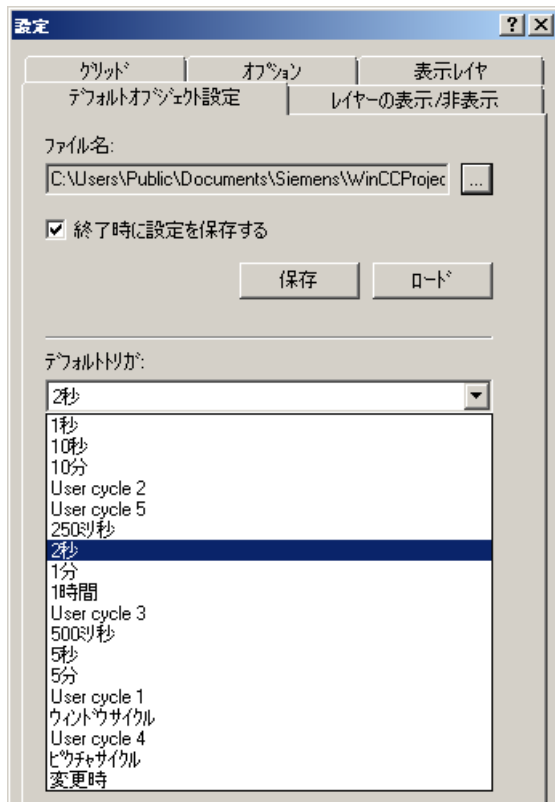 設定
グリッド オプション 表示レイヤ
デフォルトオブジェクト設定 レイヤーの表示/非表示
ファイル名:
C:\Users\Public\Documents\Siemens\WinCCProjec ...
終了時に設定を保存する
保存 ロード
デフォルトトリガ:
2秒
1秒
10秒
10分
User cycle 2
User cycle 5
250ミリ秒
2秒
1分
1時間
User cycle 3
500ミリ秒
5秒
5分
User cycle 1
ウィンドウサイクル
User cycle 4
ピクチャサイクル
変更時